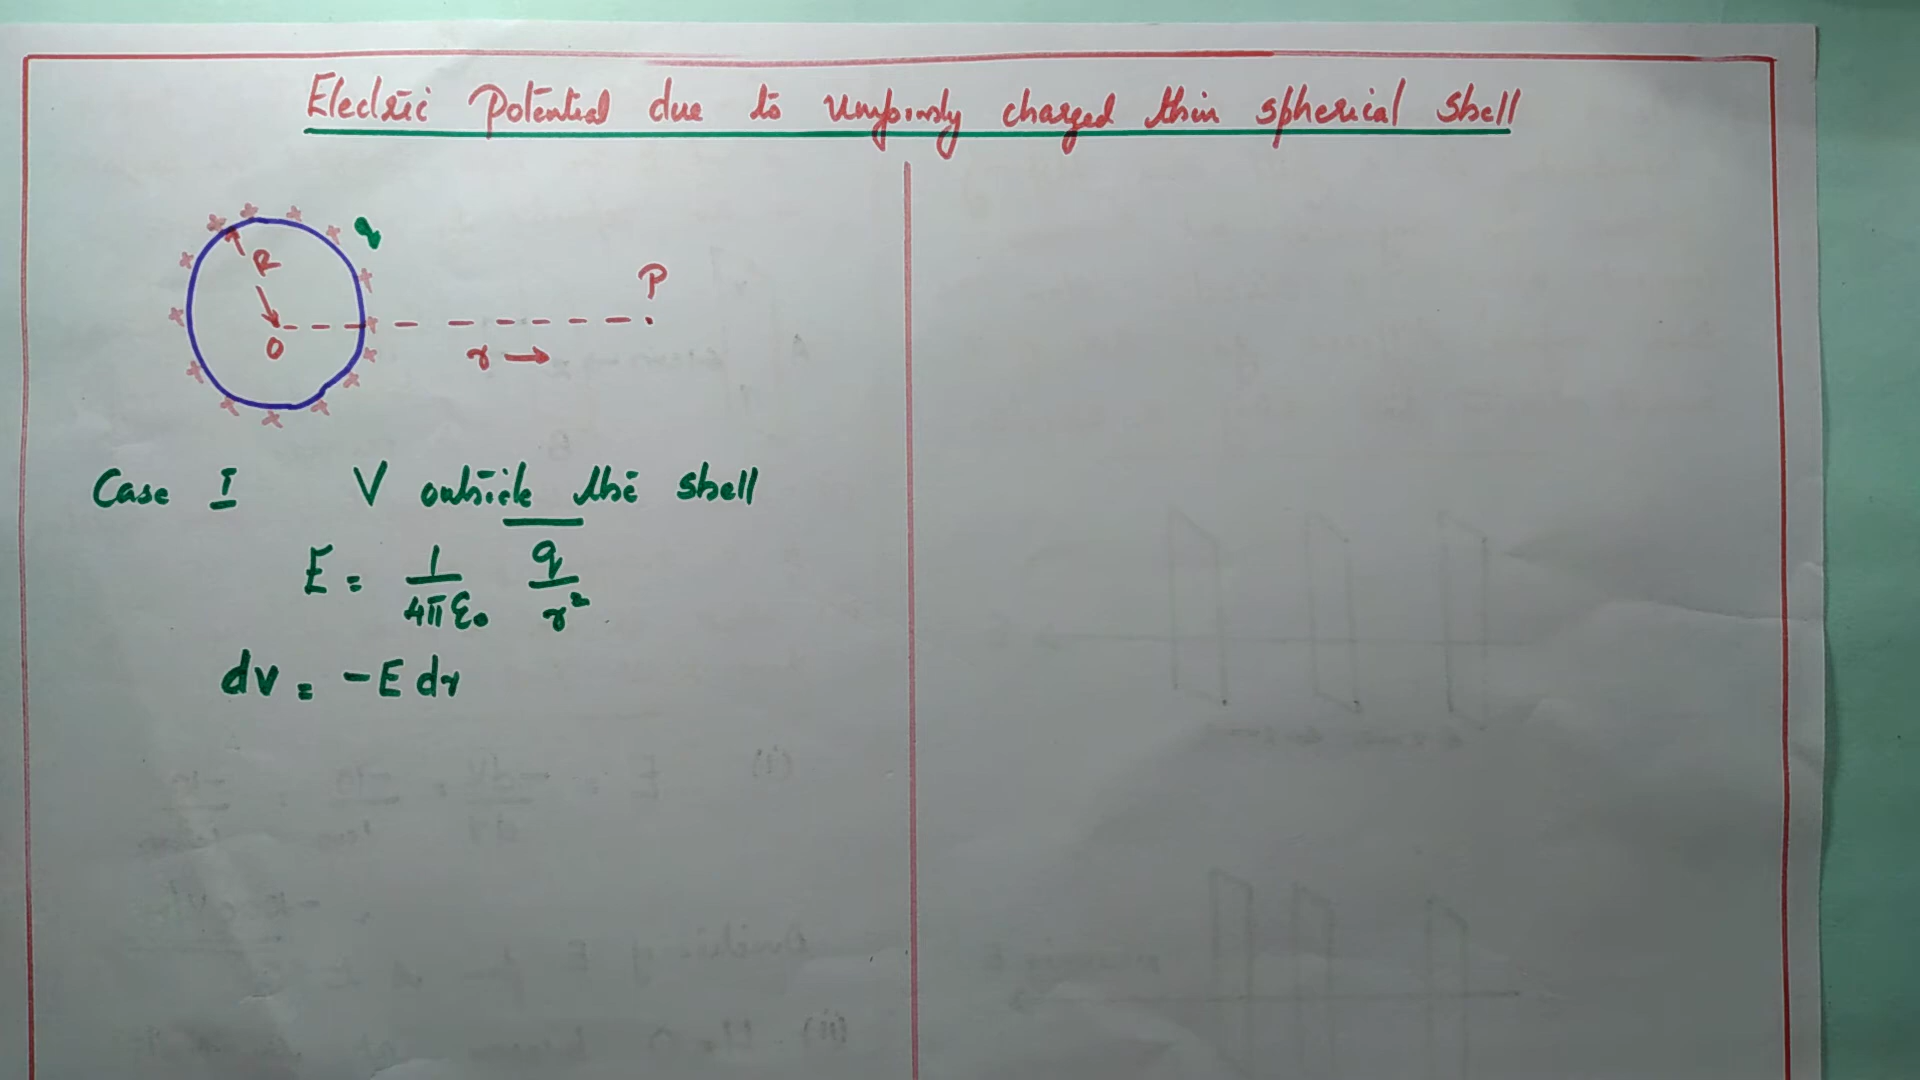 Electric Potential due to uniformly charged thin spherical shell
q
R
P
O
r →
Case I V outside the shell
E = 1/4πε₀ q/r²
dv = -E dr